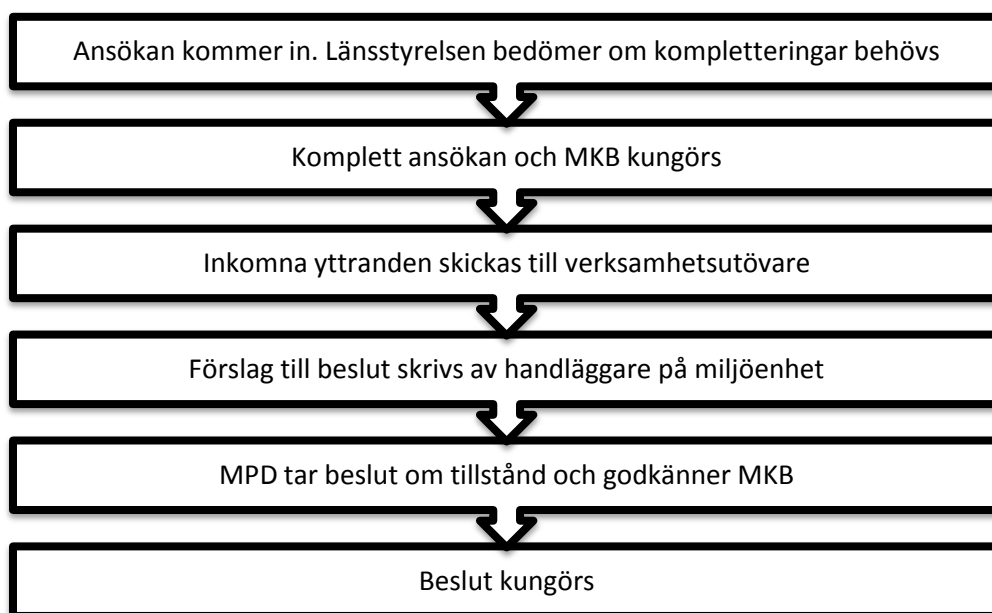 Ansökan kommer in. Länsstyrelsen bedömer om kompletteringar behövs
Komplett ansökan och MKB kungörs
Inkomna yttranden skickas till verksamhetsutövare
Förslag till beslut skrivs av handläggare på miljöenhet
MPD tar beslut om tillstånd och godkänner MKB
Beslut kungörs